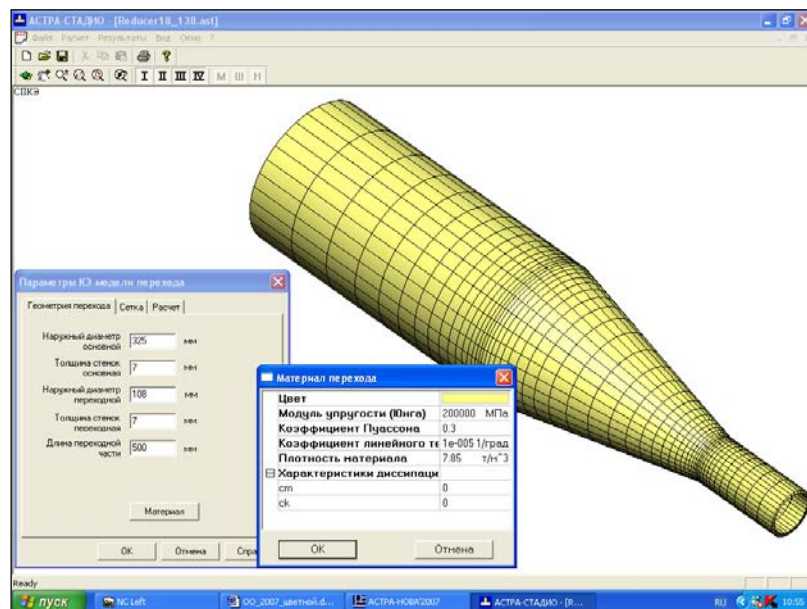 АСТРА-СТАДИО - [Reducer18_138.ast]
Файл Расчет Результаты Вид Окно ?
I II III IV М Ш Н
СПКЭ
Параметры КЭ модели перехода
Геометрия перехода Сетка Расчет
Наружный диаметр основной 325 мм
Толщина стенок основная 7 мм
Наружный диаметр переходной 108 мм
Толщина стенок переходная 7 мм
Длина переходной части 500 мм
Материал
OK Отмена Спра
Материал перехода
Цвет
Модуль упругости (Юнга) 200000 МПа
Коэффициент Пуассона 0.3
Коэффициент линейного те 1e-005 1/град
Плотность материала 7.85 т/м^3
Характеристики диссипаци
cm 0
ck 0
OK Отмена
Ready
пуск NC Left OO_2007_цветной.d... АСТРА-НОВА'2007 АСТРА-СТАДИО - [R... RU 10:55